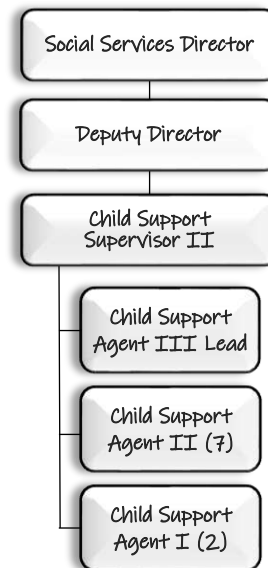 Social Services Director
Deputy Director
Child Support
Supervisor II
Child Support
Agent III Lead
Child Support
Agent II (7)
Child Support
Agent I (2)